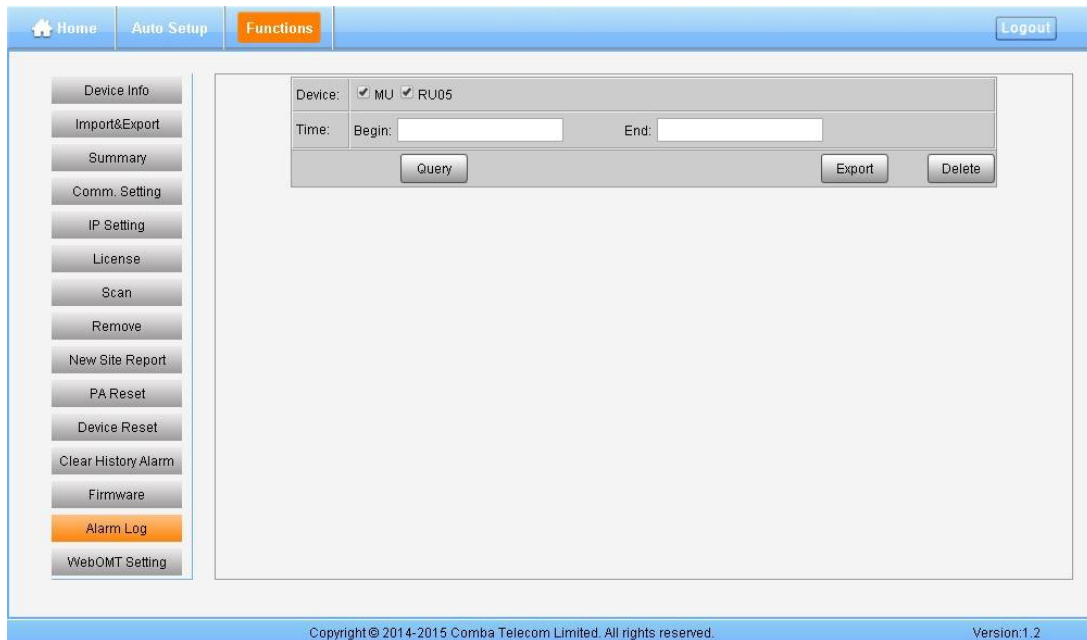 Home Auto Setup Functions Logout
Device Info
Import&Export
Summary
Comm. Setting
IP Setting
License
Scan
Remove
New Site Report
PA Reset
Device Reset
Clear History Alarm
Firmware
Alarm Log
WebOMT Setting
Device: MU RU05
Time: Begin: End:
Query Export Delete
Copyright © 2014-2015 Comba Telecom Limited. All rights reserved. Version:1.2